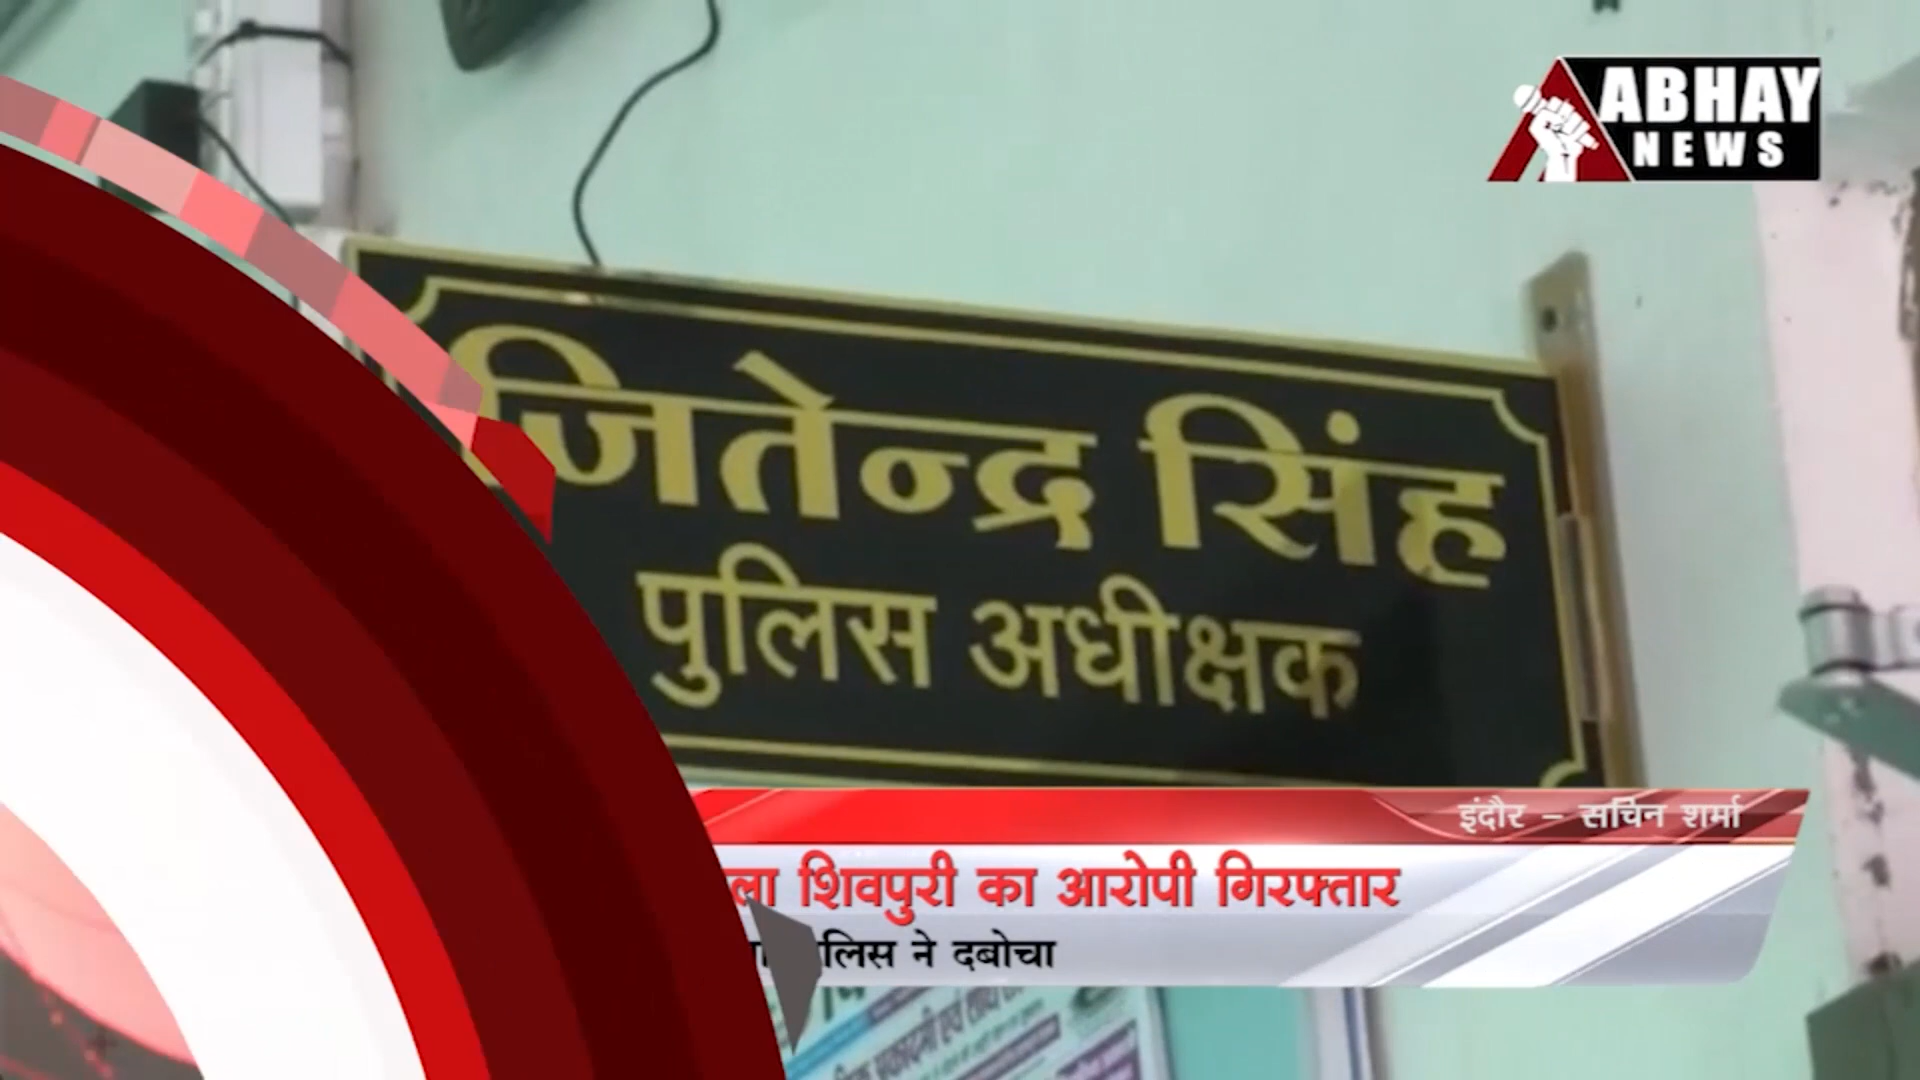 ABHAY
NEWS
जितेन्द्र सिंह
पुलिस अधीक्षक
इंदौर – सचिन शर्मा
शिवपुरी का आरोपी गिरफ्तार
ने दबोचा